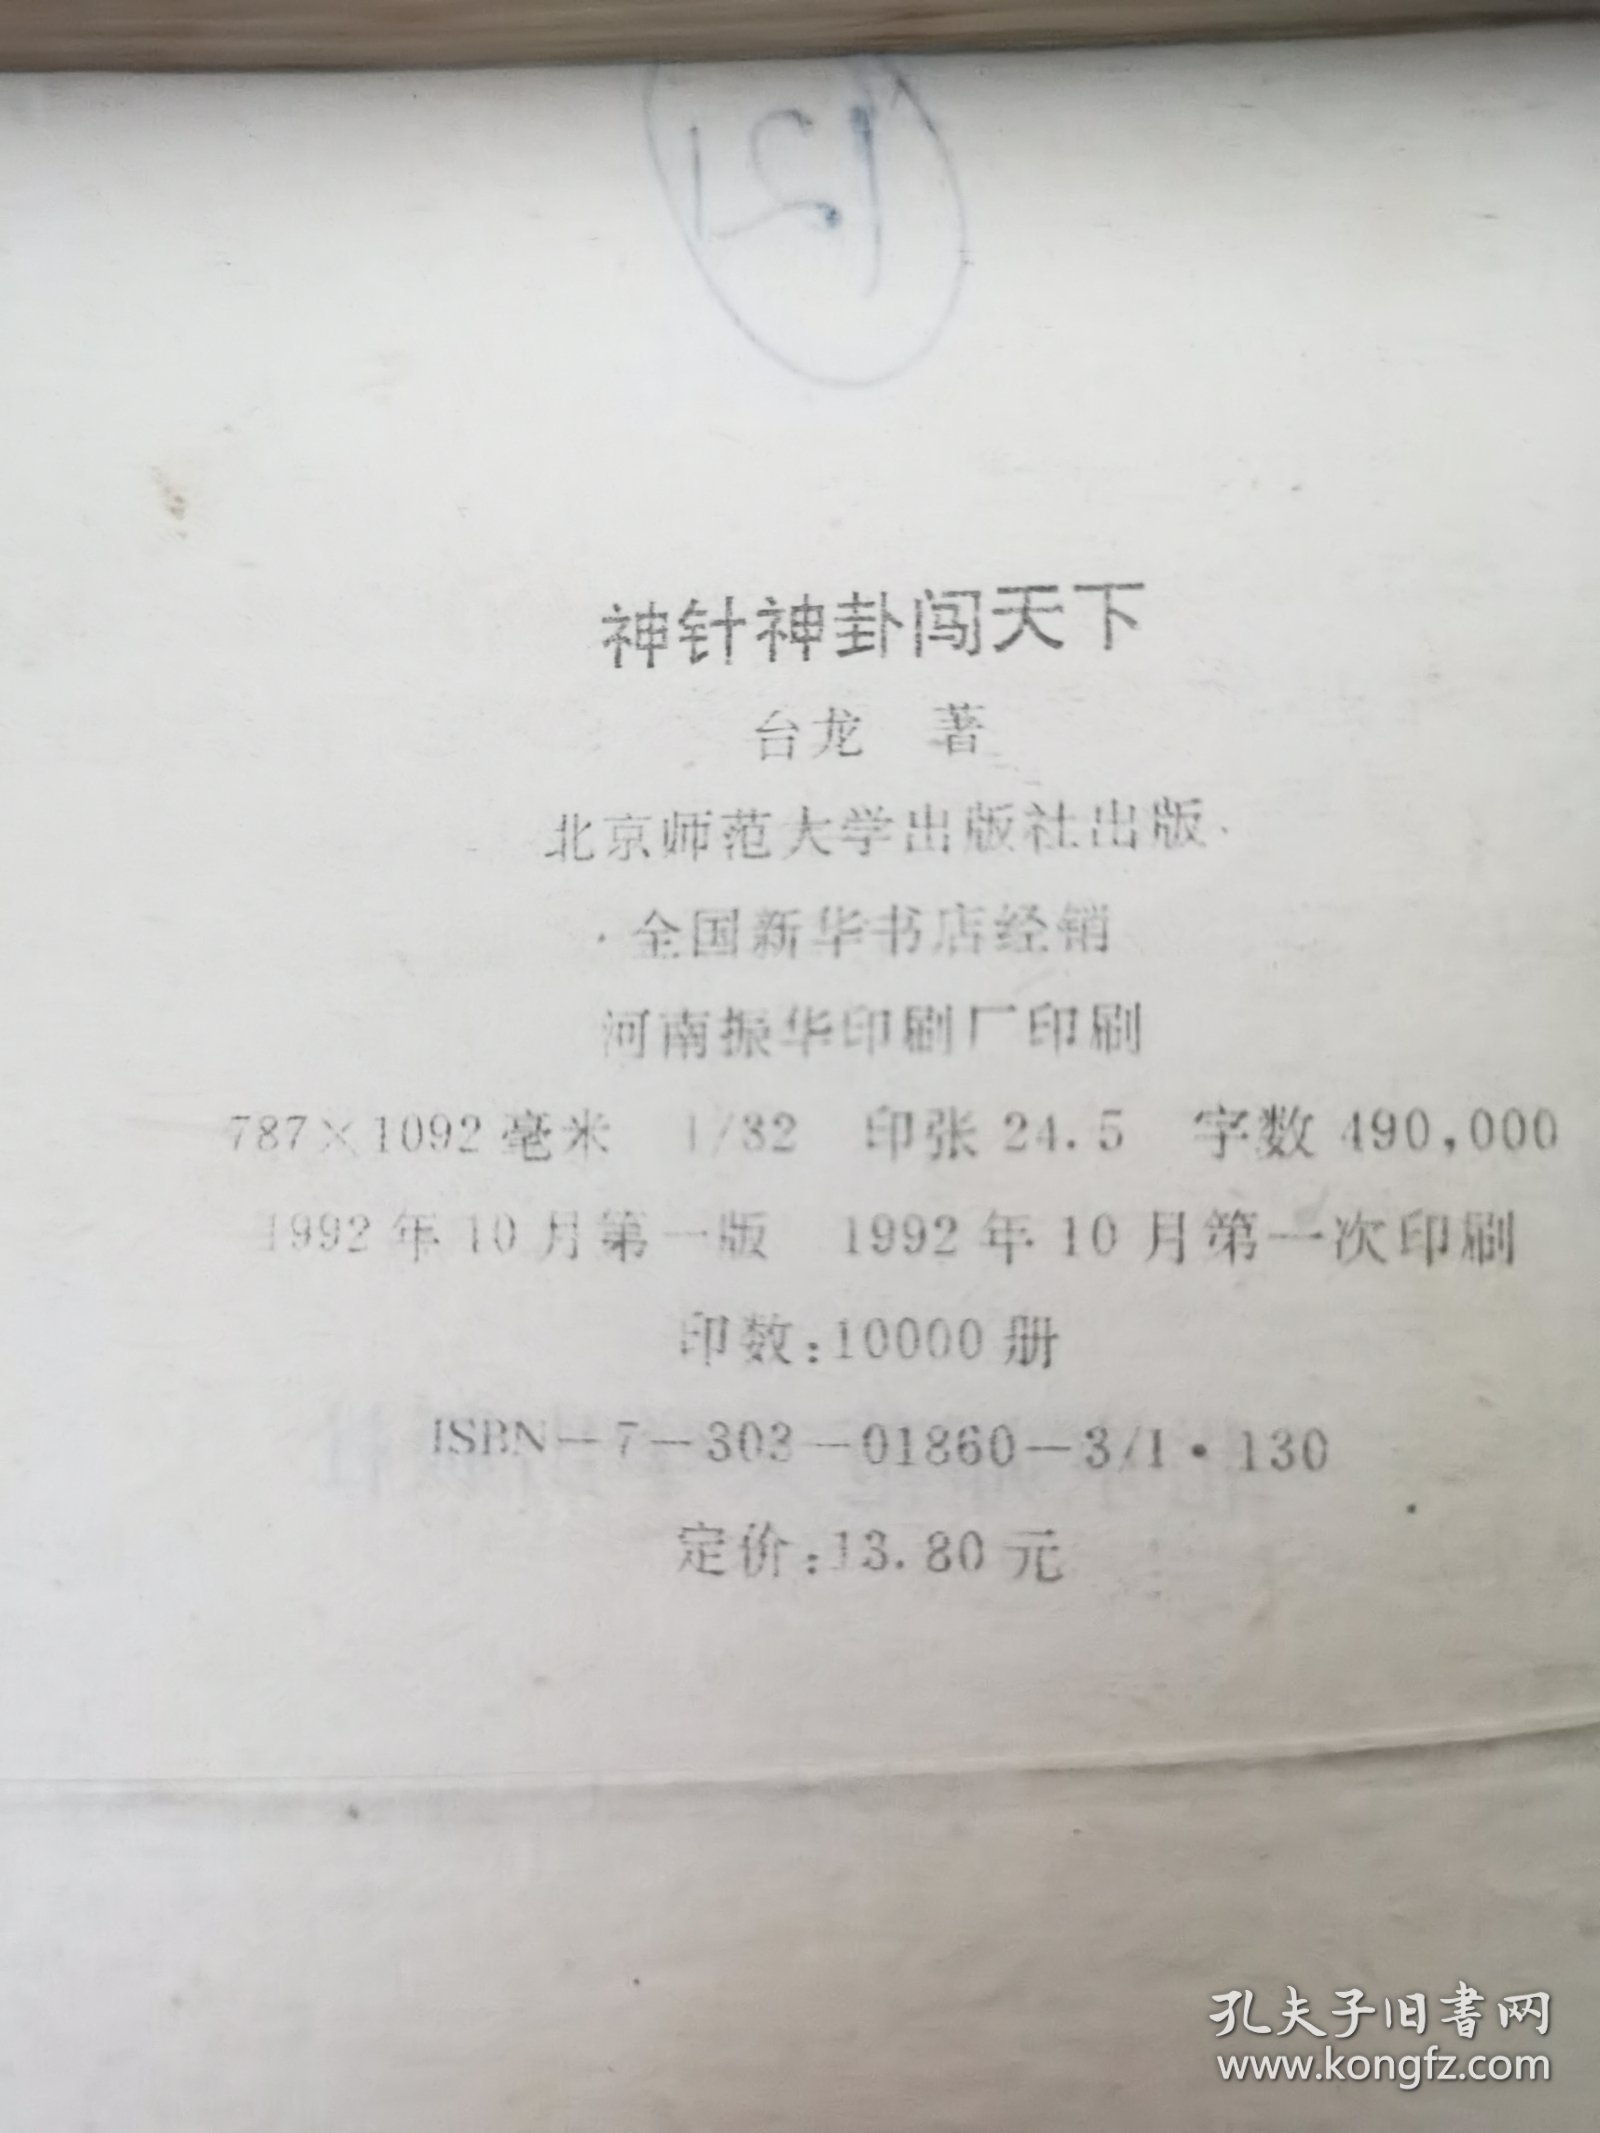 131
神针神卦闯天下
台龙 著
北京师范大学出版社出版
全国新华书店经销
河南振华印刷厂印刷
787×1092毫米 1/32 印张24.5 字数490,000
1992年10月第一版 1992年10月第一次印刷
印数:10000册
ISBN—7—303—01860—3/I·130
定价:13.80元
孔夫子旧书网
www.kongfz.com